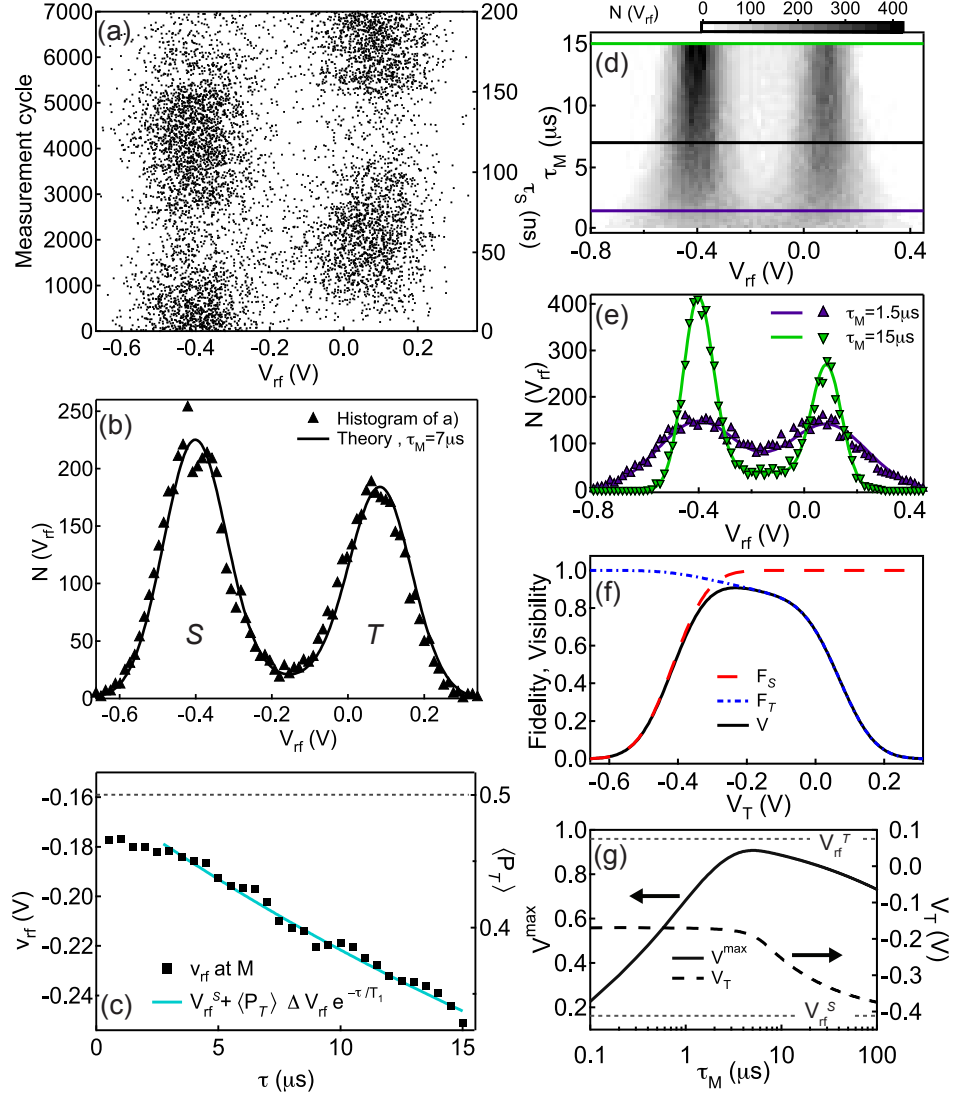 (a)
Measurement cycle
7000
6000
5000
4000
3000
2000
1000
0
200
150
100
50
0
τ_S (ns)
-0.6 -0.4 -0.2 0.0 0.2
V_rf (V)
(b)
Histogram of a)
Theory , τ_M=7μs
N (V_rf)
250
200
150
100
50
0
S
T
-0.6 -0.4 -0.2 0.0 0.2
V_rf (V)
-0.16
-0.18
-0.20
-0.22
-0.24
v_rf (V)
0.5
0.4
⟨P_T⟩
v_rf at M
V_rf^S + ⟨P_T⟩ Δ V_rf e^-τ/T_1
(c)
0 5 10 15
τ (μs)
N (V_rf)
0 100 200 300 400
(d)
15
10
5
0
τ_M (μs)
-0.8 -0.4 0.0 0.4
V_rf (V)
(e)
τ_M=1.5μs
τ_M=15μs
N (V_rf)
400
300
200
100
0
-0.8 -0.4 0.0 0.4
V_rf (V)
(f)
Fidelity, Visibility
1.0
0.8
0.6
0.4
0.2
0.0
F_S
F_T
V
-0.6 -0.4 -0.2 0.0 0.2
V_T (V)
(g)
V^max
1.0
0.8
0.6
0.4
0.2
V_rf^T
V^max
V_T
V_rf^S
0.1
0.0
-0.1
-0.2
-0.3
-0.4
V_T (V)
0.1 1 10 100
τ_M (μs)